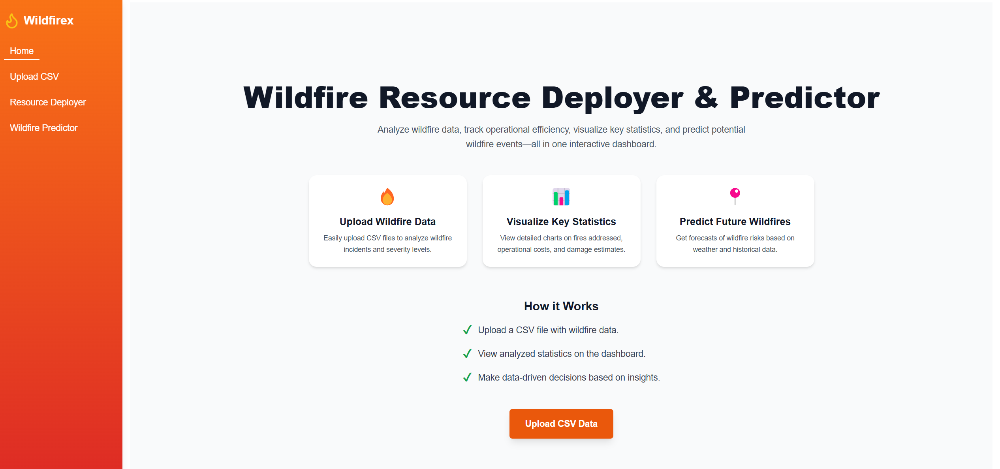 Wildfirex
Home
Upload CSV
Resource Deployer
Wildfire Predictor
Wildfire Resource Deployer & Predictor
Analyze wildfire data, track operational efficiency, visualize key statistics, and predict potential
wildfire events—all in one interactive dashboard.
Upload Wildfire Data
Easily upload CSV files to analyze wildfire
incidents and severity levels.
Visualize Key Statistics
View detailed charts on fires addressed,
operational costs, and damage estimates.
Predict Future Wildfires
Get forecasts of wildfire risks based on
weather and historical data.
How it Works
✓ Upload a CSV file with wildfire data.
✓ View analyzed statistics on the dashboard.
✓ Make data-driven decisions based on insights.
Upload CSV Data